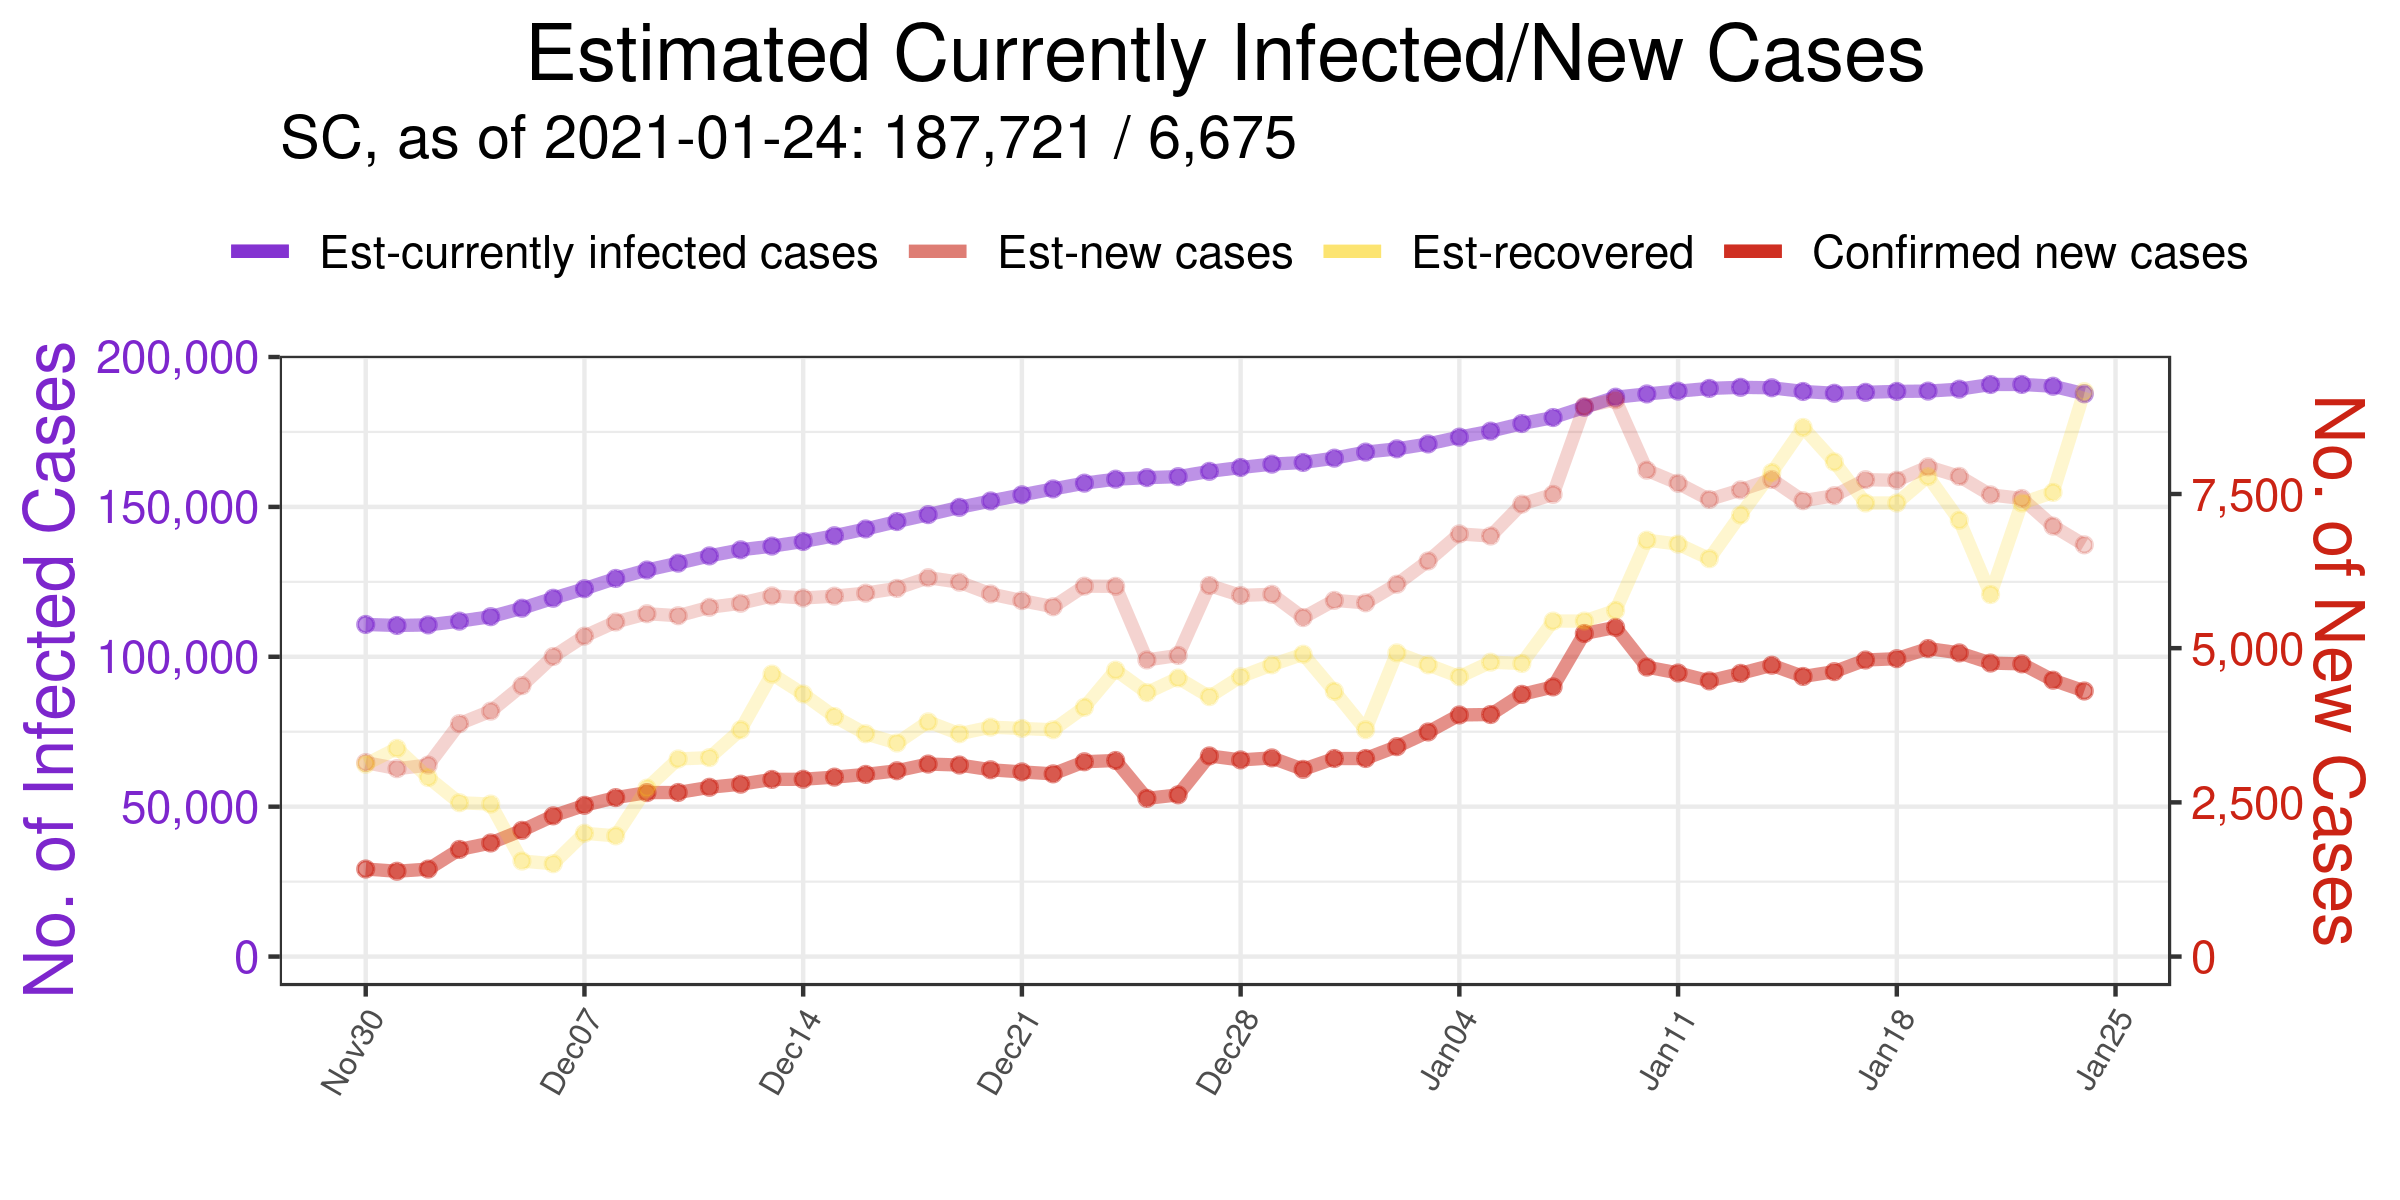 Estimated Currently Infected/New Cases
SC, as of 2021-01-24: 187,721 / 6,675
Est-currently infected cases Est-new cases Est-recovered Confirmed new cases
No. of Infected Cases
200,000
150,000
100,000
50,000
0
7,500
5,000
2,500
0
No. of New Cases
Nov30 Dec07 Dec14 Dec21 Dec28 Jan04 Jan11 Jan18 Jan25